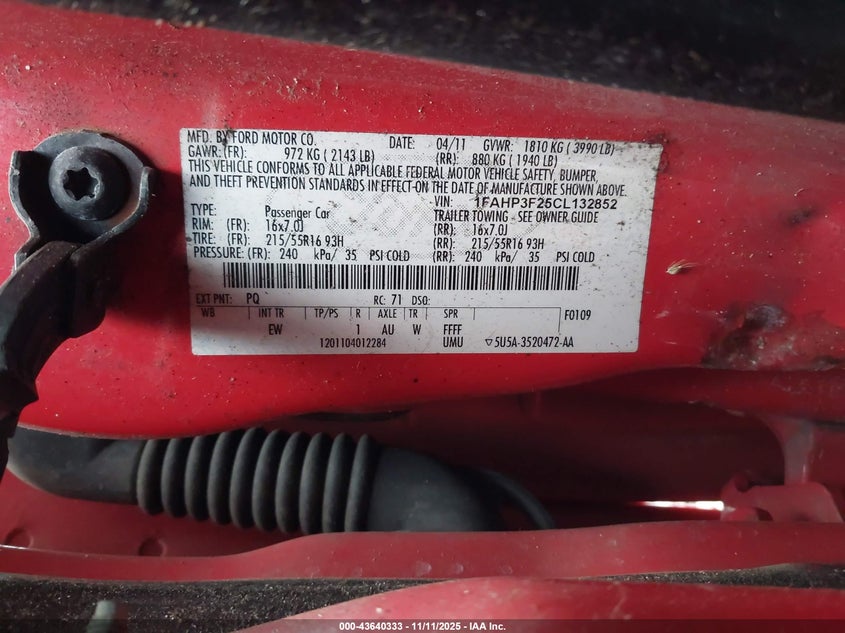 MFD. BY FORD MOTOR CO. DATE: 04/11 GVWR: 1810 KG ( 3990 LB)
GAWR: (FR): 972 KG ( 2143 LB) (RR): 880 KG ( 1940 LB)
THIS VEHICLE CONFORMS TO ALL APPLICABLE FEDERAL MOTOR VEHICLE SAFETY, BUMPER,
AND THEFT PREVENTION STANDARDS IN EFFECT ON THE DATE OF MANUFACTURE SHOWN ABOVE.
VIN: 1FAHP3F25CL132852
TYPE: Passenger Car TRAILER TOWING - SEE OWNER GUIDE
RIM: (FR): 16x7.0J (RR): 16x7.0J
TIRE: (FR): 215/55R16 93H (RR): 215/55R16 93H
PRESSURE: (FR): 240 kPa/ 35 PSI COLD (RR): 240 kPa/ 35 PSI COLD
EXT PNT: PQ RC: 71 DSO:
WB INT TR TP/PS R AXLE TR SPR F0109
EW 1 AU W FFFF
1201104012284 UMU ▽5U5A-3520472-AA
000-43640333 - 11/11/2025 - IAA Inc.